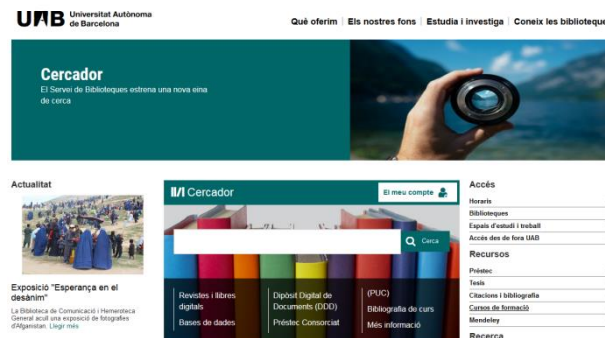 UAB Universitat Autònoma
de Barcelona
Què oferim | Els nostres fons | Estudia i investiga | Coneix les biblioteque
Cercador
El Servei de Biblioteques estrena una nova eina
de cerca
Actualitat
Exposició "Esperança en el
desànim"
La Biblioteca de Comunicació i Hemeroteca
General acull una exposició de fotografies
d'Afganistan. Llegir més
Cercador
El meu compte
Cerca
Revistes i llibres
digitals
Bases de dades
Dipòsit Digital de
Documents (DDD)
Préstec Consorciat
(PUC)
Bibliografia de curs
Més informació
Accés
Horaris
Biblioteques
Espais d'estudi i treball
Accés des de fora UAB
Recursos
Préstec
Tesis
Citacions i bibliografia
Cursos de formació
Mendeley
Recerca